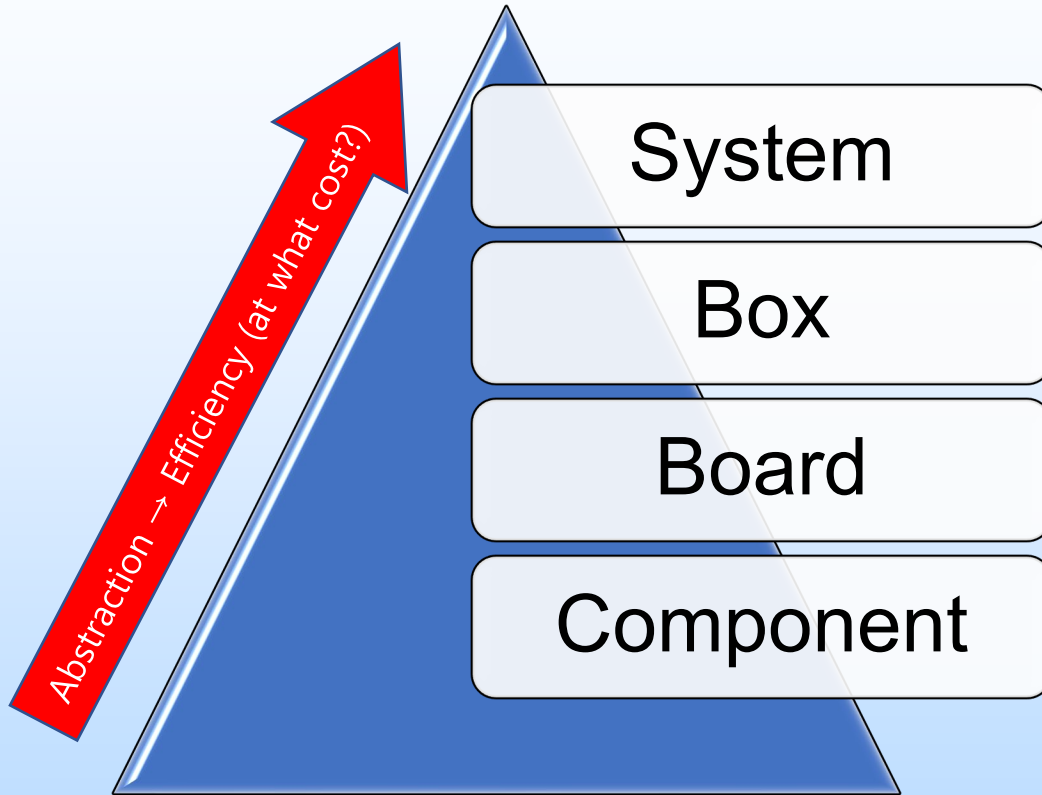 Abstraction → Efficiency (at what cost?)
System
Box
Board
Component